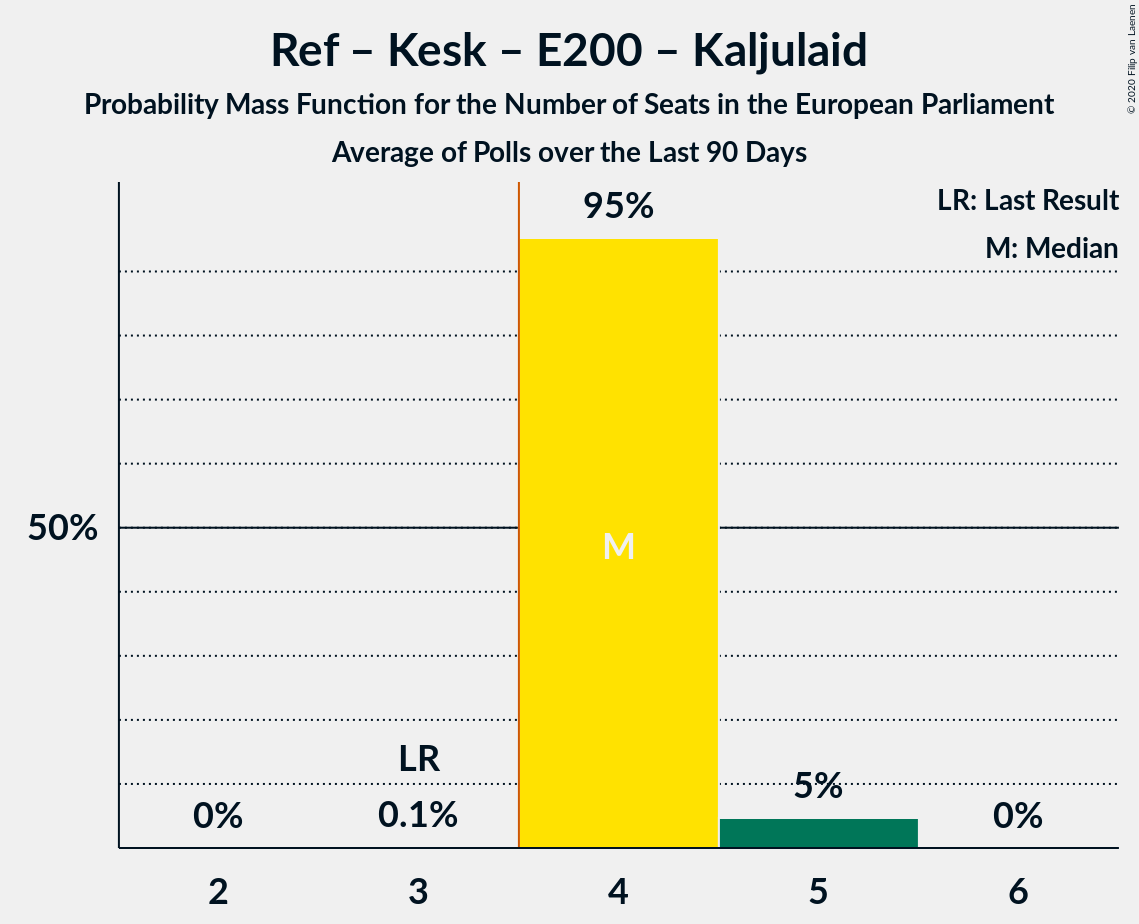 Ref – Kesk – E200 – Kaljulaid
Probability Mass Function for the Number of Seats in the European Parliament
Average of Polls over the Last 90 Days
© 2020 Filip van Laenen
LR: Last Result
M: Median
95%
50%
M
LR
0%
0.1%
5%
0%
2
3
4
5
6